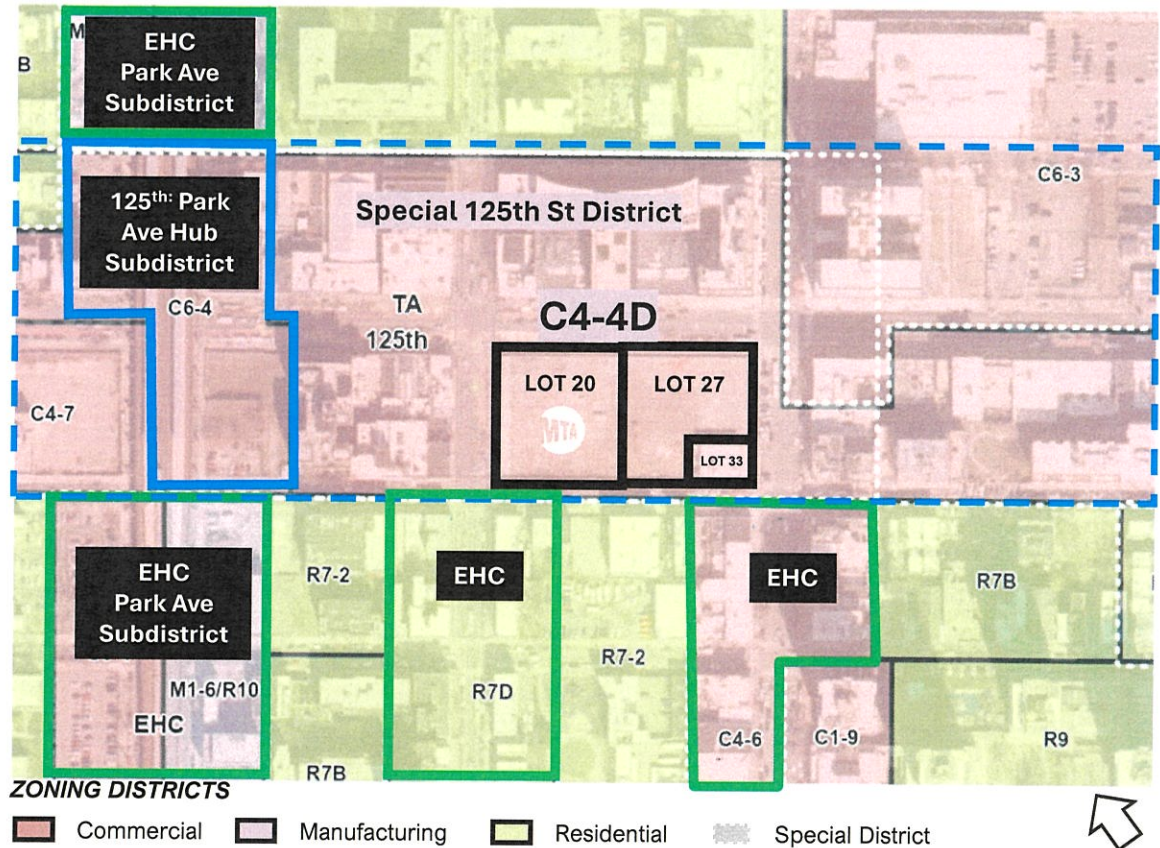 M
EHC
Park Ave
Subdistrict
B
125th: Park
Ave Hub
Subdistrict
Special 125th St District
C6-3
C6-4
TA
125th
C4-4D
LOT 20
LOT 27
C4-7
MTA
LOT 33
EHC
Park Ave
Subdistrict
R7-2
EHC
EHC
R7B
R7-2
M1-6/R10
R7D
EHC
C4-6
C1-9
R9
R7B
ZONING DISTRICTS
Commercial
Manufacturing
Residential
Special District